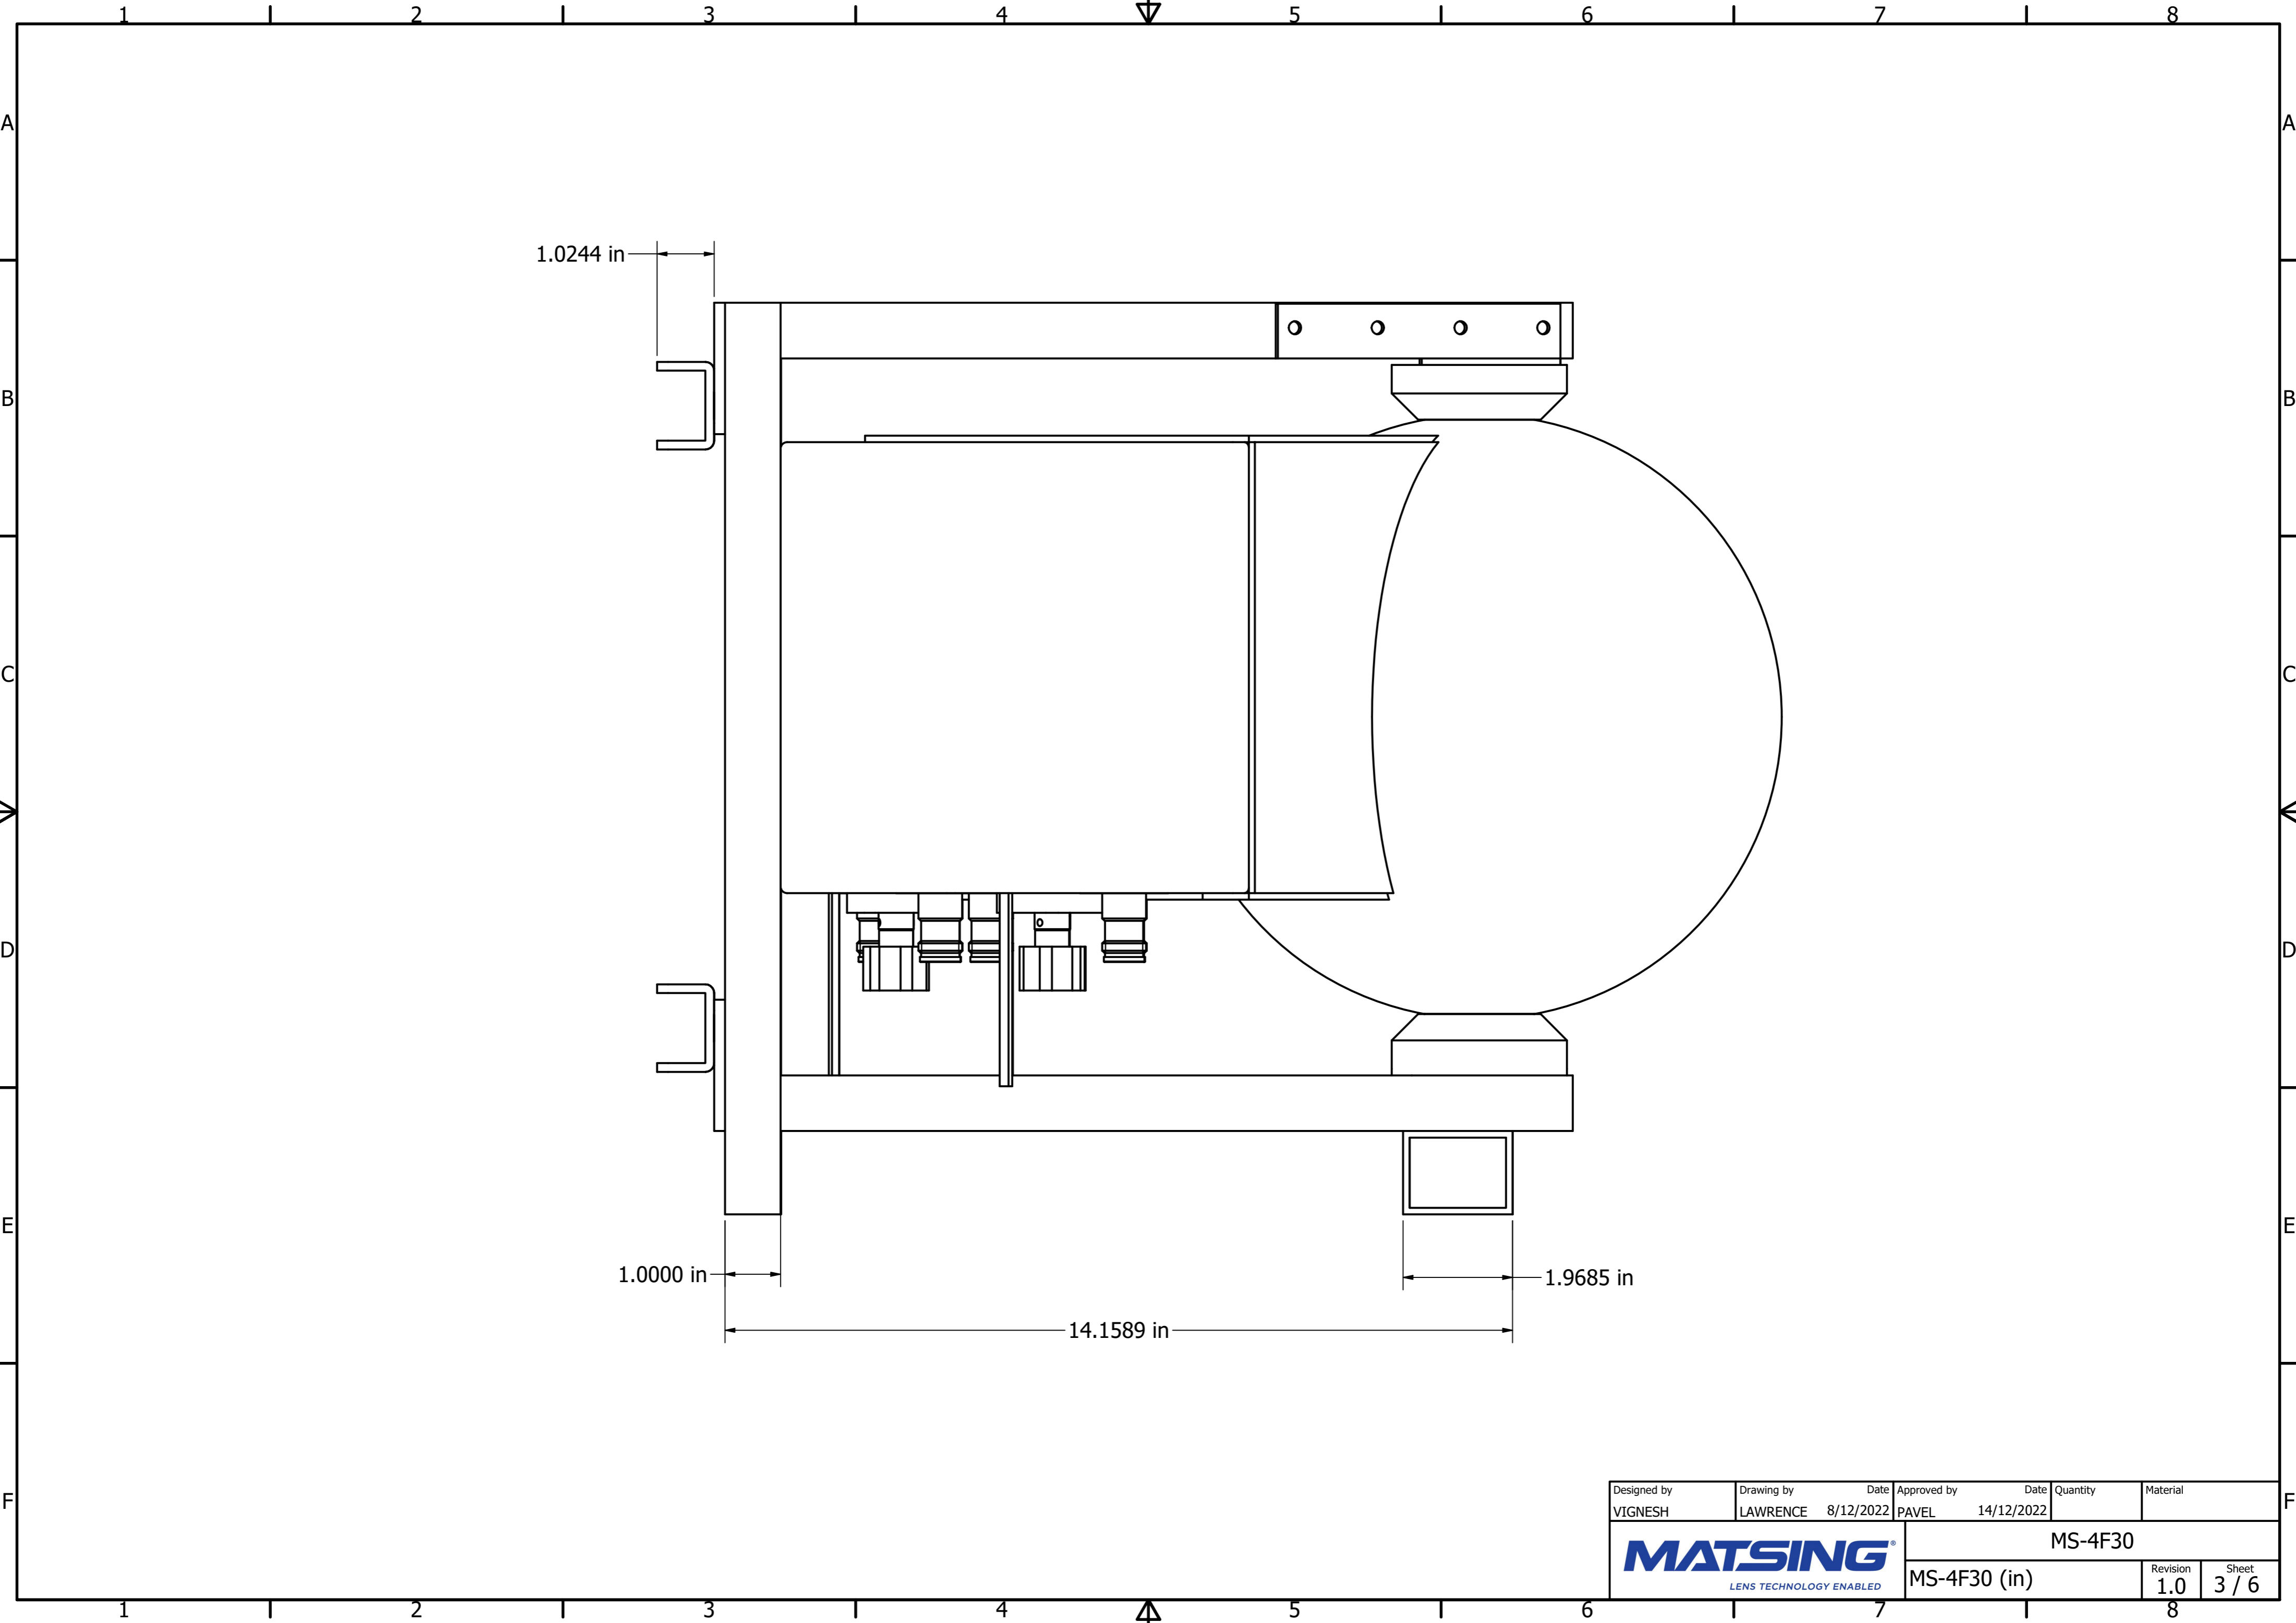 1 2 3 4 5 6 7 8
A A
1.0244 in
B B
C C
D D
E E
1.0000 in
1.9685 in
14.1589 in
F F
Designed by Drawing by Date Approved by Date Quantity Material
VIGNESH LAWRENCE 8/12/2022 PAVEL 14/12/2022
MATSING®
LENS TECHNOLOGY ENABLED
MS-4F30
MS-4F30 (in)
Revision Sheet
1.0 3 / 6
1 2 3 4 5 6 7 8